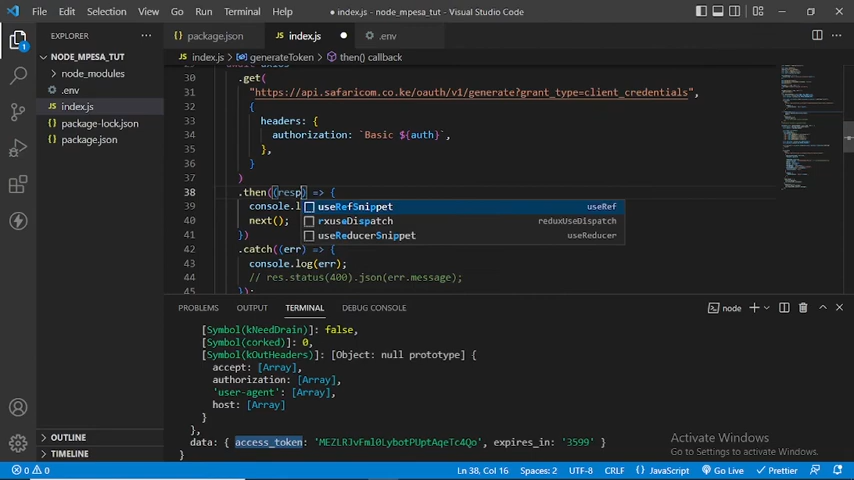 File Edit Selection View Go Run Terminal Help
index.js - node_mpesa_tut - Visual Studio Code
EXPLORER
package.json
index.js
.env
NODE_MPESA_TUT
index.js > generateToken > then() callback
node_modules
.env
index.js
package-lock.json
package.json
30 .get(
31 "https://api.safaricom.co.ke/oauth/v1/generate?grant_type=client_credentials",
32 {
33 headers: {
34 authorization: `Basic ${auth}`,
35 },
36 }
37 )
38 .then((resp) => {
39 console.l
useRefSnippet useRef
40 next();
rxuseDispatch reduxUseDispatch
41 })
useReducerSnippet useReducer
42 .catch((err) => {
43 console.log(err);
44 // res.status(400).json(err.message);
45 });
PROBLEMS OUTPUT TERMINAL DEBUG CONSOLE
node
[Symbol(kNeedDrain)]: false,
[Symbol(corked)]: 0,
[Symbol(kOutHeaders)]: [Object: null prototype] {
accept: [Array],
authorization: [Array],
'user-agent': [Array],
host: [Array]
}
},
data: { access_token: 'MEZLRJvFml0LybotPUptAqeTc4Qo', expires_in: '3599' }
}
Activate Windows
Go to Settings to activate Windows.
OUTLINE
TIMELINE
0 0
Ln 38, Col 16 Spaces: 2 UTF-8 CRLF JavaScript Go Live Prettier